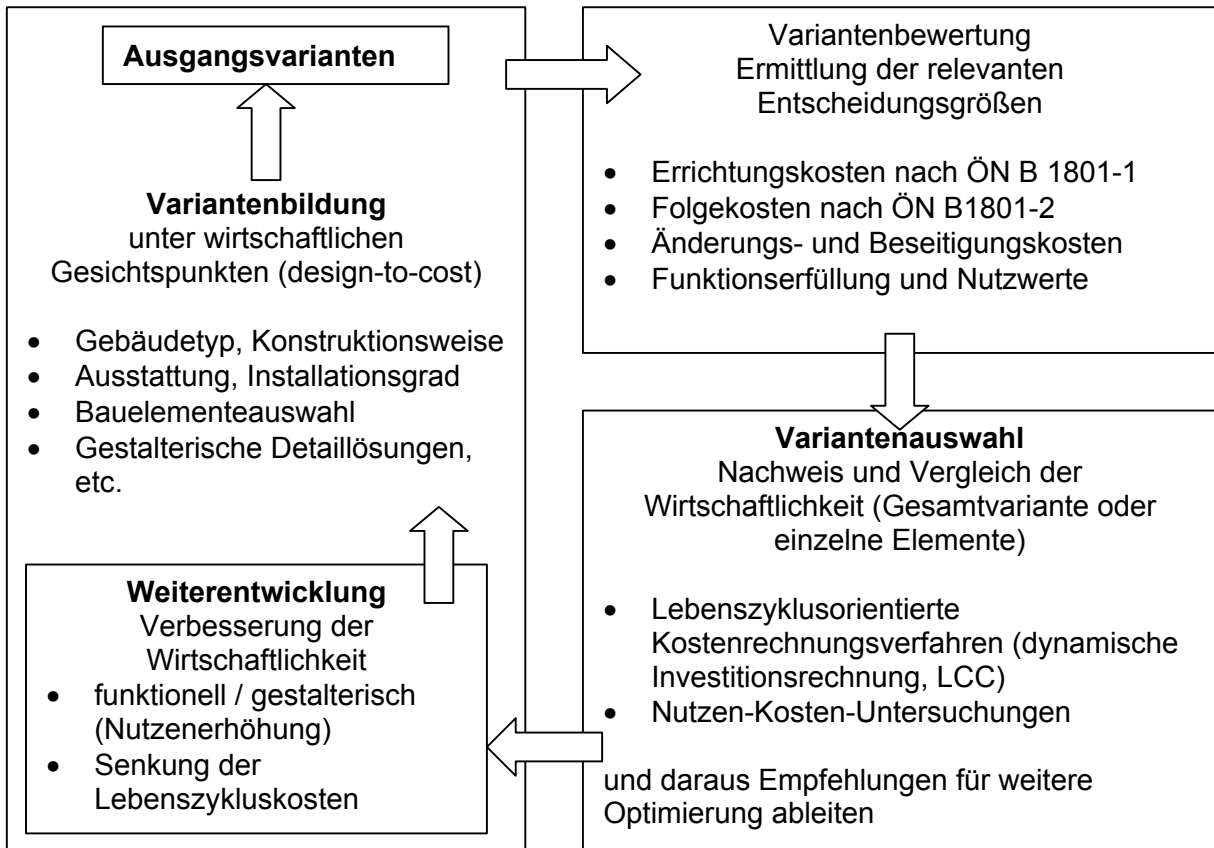 Ausgangsvarianten
Variantenbildung
unter wirtschaftlichen
Gesichtspunkten (design-to-cost)
• Gebäudetyp, Konstruktionsweise
• Ausstattung, Installationsgrad
• Bauelementeauswahl
• Gestalterische Detaillösungen,
etc.
Weiterentwicklung
Verbesserung der
Wirtschaftlichkeit
• funktionell / gestalterisch
(Nutzenerhöhung)
• Senkung der
Lebenszykluskosten
Variantenbewertung
Ermittlung der relevanten
Entscheidungsgrößen
• Errichtungskosten nach ÖN B 1801-1
• Folgekosten nach ÖN B1801-2
• Änderungs- und Beseitigungskosten
• Funktionserfüllung und Nutzwerte
Variantenauswahl
Nachweis und Vergleich der
Wirtschaftlichkeit (Gesamtvariante oder
einzelne Elemente)
• Lebenszyklusorientierte
Kostenrechnungsverfahren (dynamische
Investitionsrechnung, LCC)
• Nutzen-Kosten-Untersuchungen
und daraus Empfehlungen für weitere
Optimierung ableiten